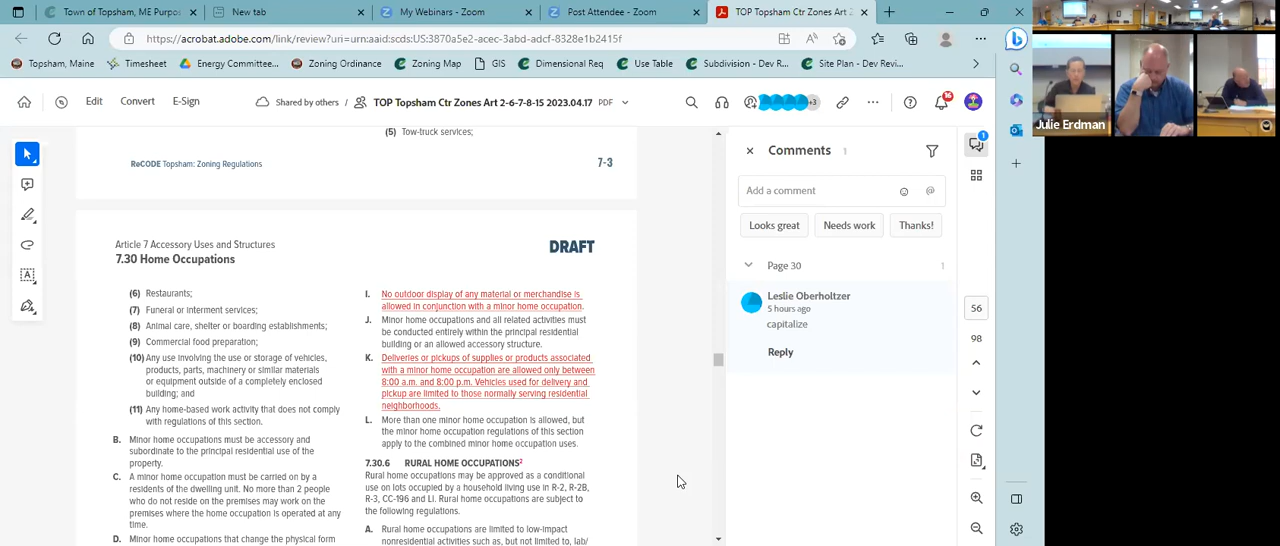 Town of Topsham, ME Purpo
New tab
My Webinars - Zoom
Post Attendee - Zoom
TOP Topsham Ctr Zones Art 2
https://acrobat.adobe.com/link/review?uri=urn:aaid:scds:US:3870a5e2-acec-3abd-adcf-8328e1b2415f
Topsham, Maine
Timesheet
Energy Committee...
Zoning Ordinance
Zoning Map
GIS
Dimensional Req
Use Table
Subdivision - Dev R...
Site Plan - Dev Revi...
Edit
Convert
E-Sign
Shared by others
TOP Topsham Ctr Zones Art 2-6-7-8-15 2023.04.17
PDF
+3
16
Julie Erdman
(5) Tow-truck services;
ReCODE Topsham: Zoning Regulations
7-3
Article 7 Accessory Uses and Structures
7.30 Home Occupations
DRAFT
(6) Restaurants;
(7) Funeral or interment services;
(8) Animal care, shelter or boarding establishments;
(9) Commercial food preparation;
(10) Any use involving the use or storage of vehicles,
products, parts, machinery or similar materials
or equipment outside of a completely enclosed
building; and
(11) Any home-based work activity that does not comply
with regulations of this section
B. Minor home occupations must be accessory and
subordinate to the principal residential use of the
property.
C. A minor home occupation must be carried on by a
residents of the dwelling unit. No more than 2 people
who do not reside on the premises may work on the
premises where the home occupation is operated at any
time.
D. Minor home occupations that change the physical form
I. No outdoor display of any material or merchandise is
allowed in conjunction with a minor home occupation.
J. Minor home occupations and all related activities must
be conducted entirely within the principal residential
building or an allowed accessory structure.
K. Deliveries or pickups of supplies or products associated
with a minor home occupation are allowed only between
8:00 a.m. and 8:00 p.m. Vehicles used for delivery and
pickup are limited to those normally serving residential
neighborhoods.
L. More than one minor home occupation is allowed, but
the minor home occupation regulations of this section
apply to the combined minor home occupation uses.
7.30.6 RURAL HOME OCCUPATIONS²
Rural home occupations may be approved as a conditional
use on lots occupied by a household living use in R-2, R-2B,
R-3, CC-196 and LI. Rural home occupations are subject to
the following regulations.
A. Rural home occupations are limited to low-impact
nonresidential activities such as, but not limited to, lab/
Comments 1
Add a comment
@
Looks great
Needs work
Thanks!
Page 30
1
Leslie Oberholtzer
5 hours ago
capitalize
Reply
1
56
98